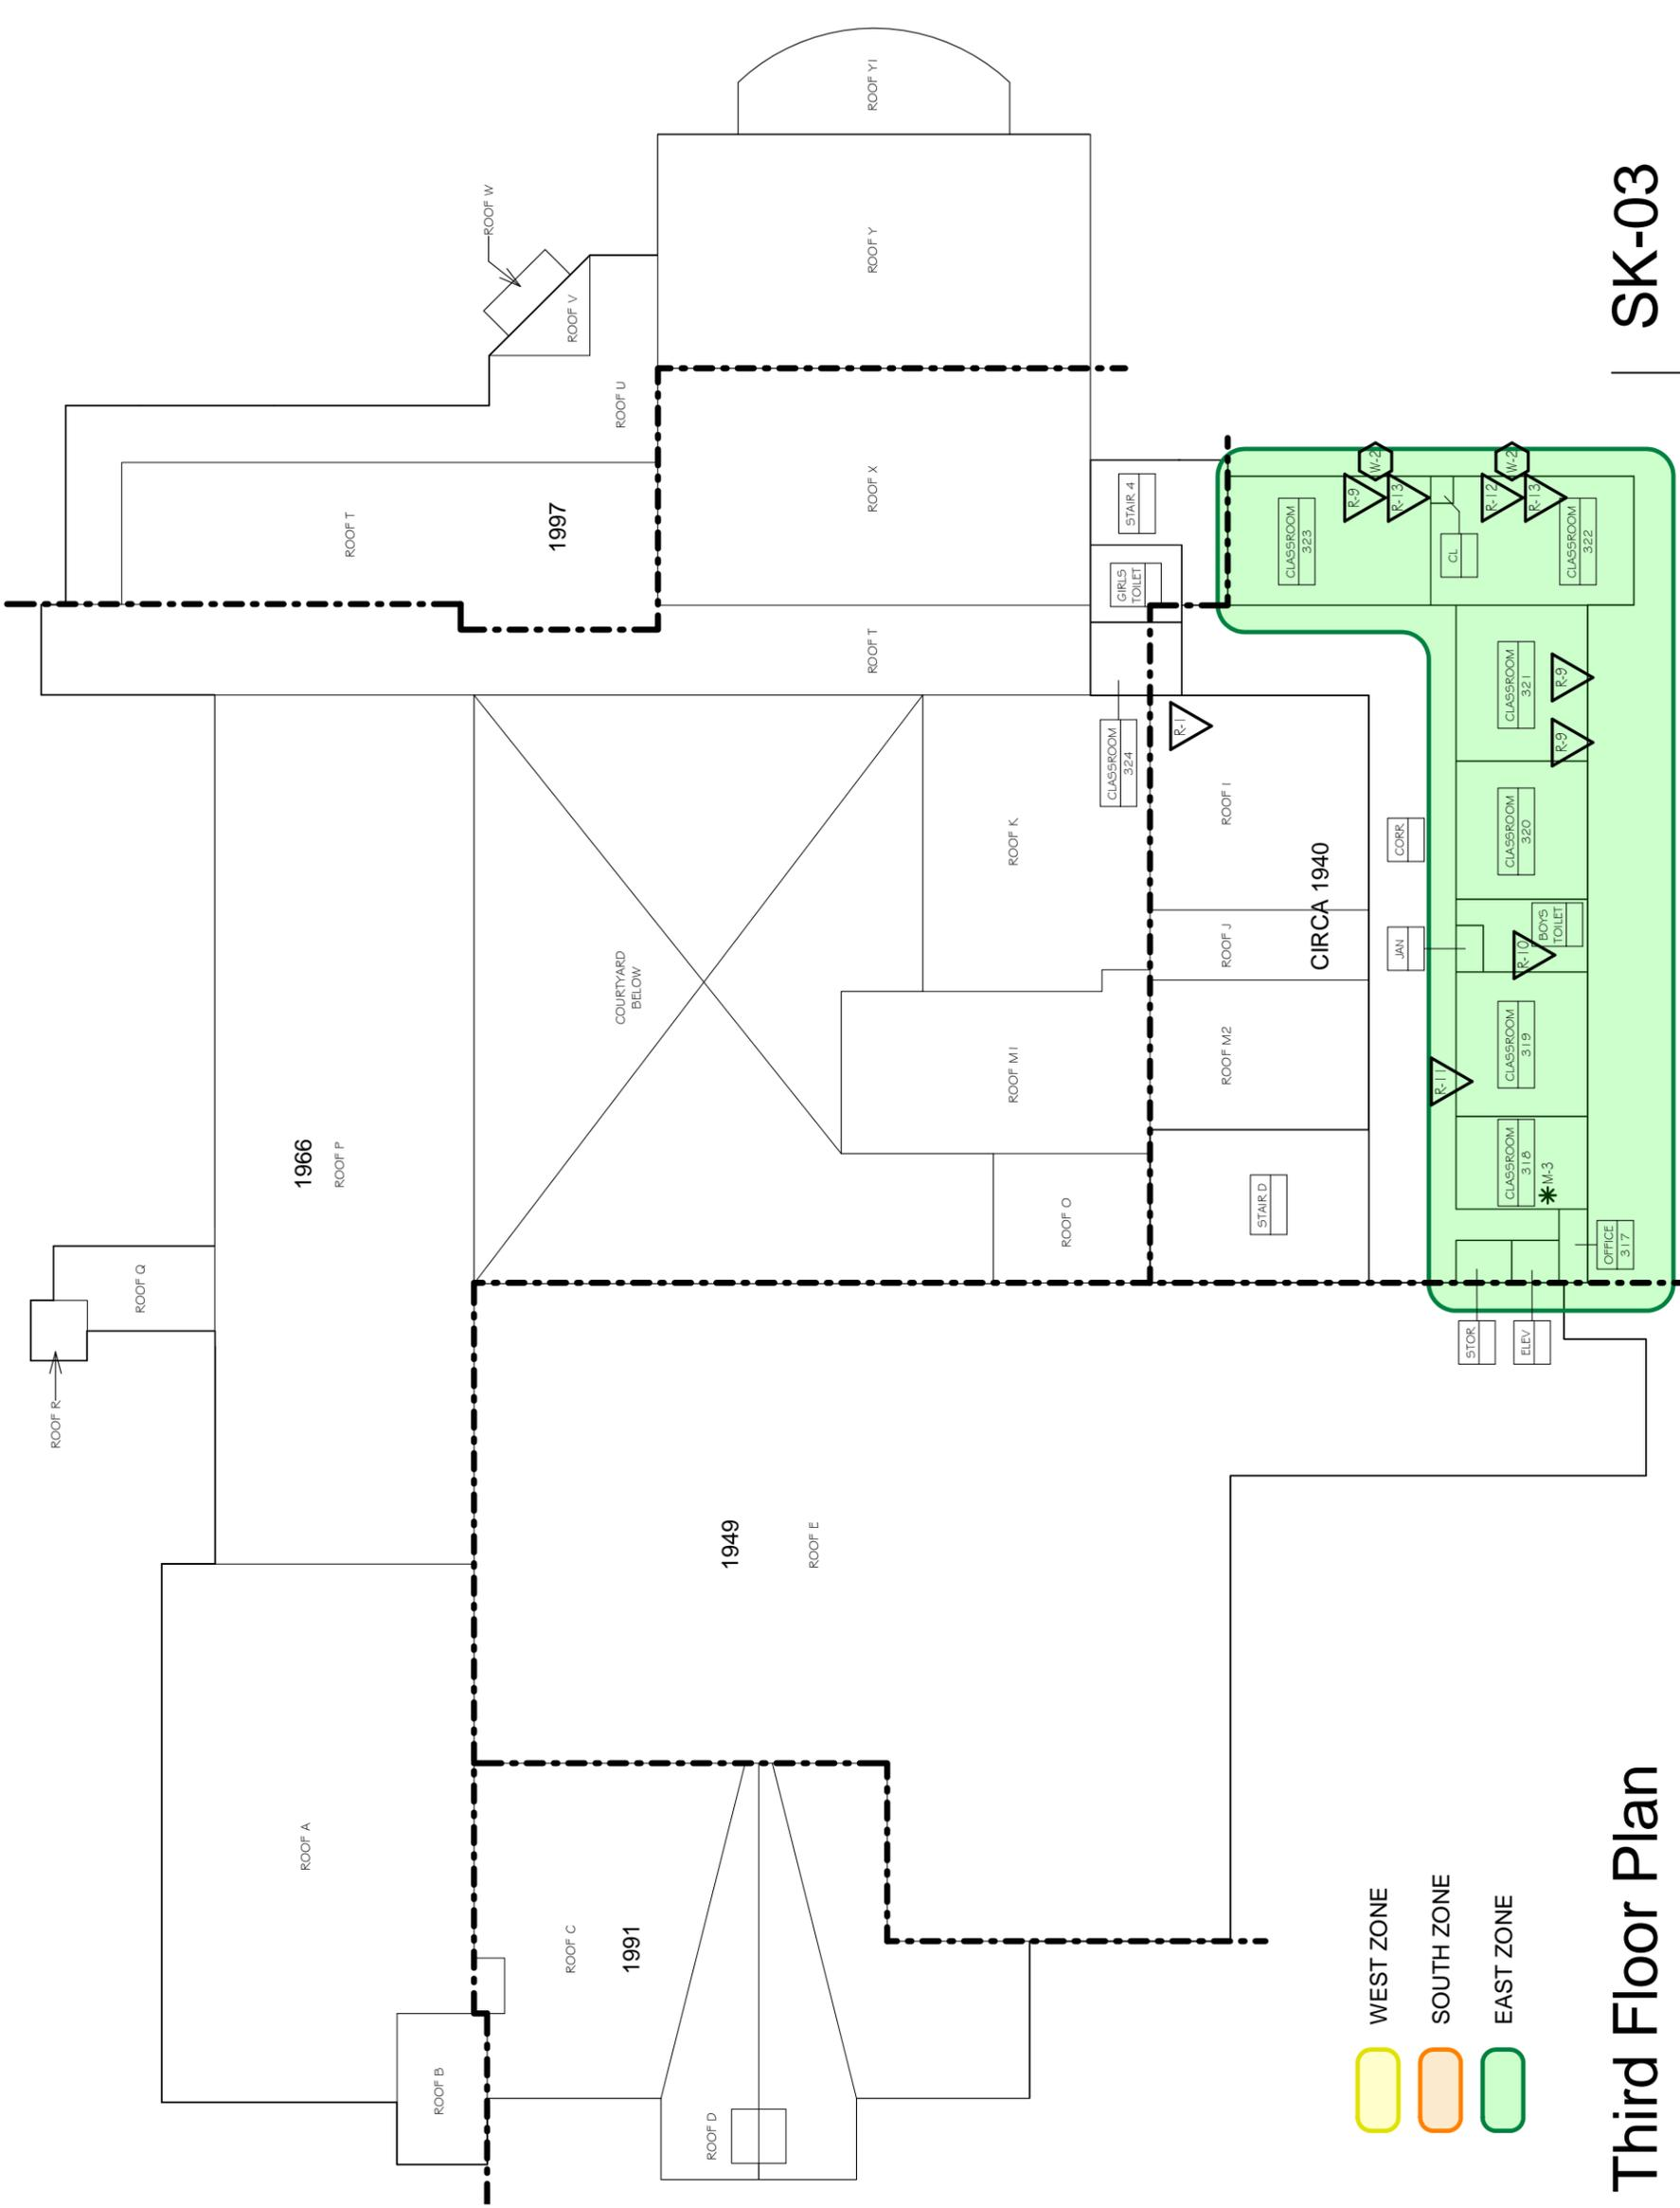 ROOF R
ROOF Q
ROOF A
1966
ROOF P
ROOF T
1997
ROOF W
ROOF V
ROOF U
ROOF B
ROOF C
1991
ROOF D
1949
ROOF E
COURTYARD
BELOW
ROOF M1
ROOF K
ROOF O
ROOF T
ROOF X
ROOF Y
ROOF Y1
CLASSROOM
324
GIRLS
TOILET
STAIR 4
STAIR D
ROOF M2
ROOF J
ROOF I
R-1
CIRCA 1940
CLASSROOM
323
R-9
R-13
W-2
JAN
CORR.
CL
R-11
STOR
ELEV
CLASSROOM
318
M-3
CLASSROOM
319
R-10
BOYS
TOILET
CLASSROOM
320
CLASSROOM
321
R-9
R-9
R-12
R-13
W-2
CLASSROOM
322
OFFICE
317
WEST ZONE
SOUTH ZONE
EAST ZONE
Third Floor Plan
SK-03